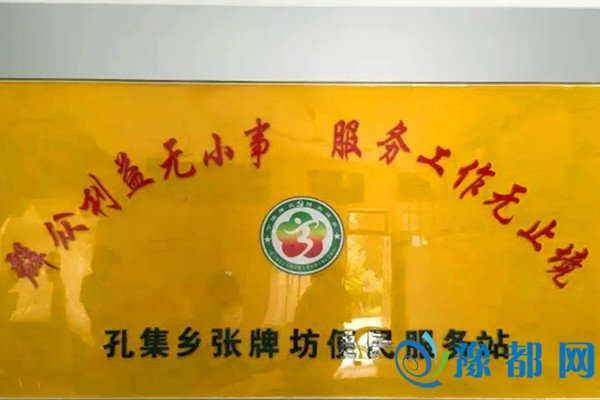 群众利益无小事 服务工作无止境
孔集乡张牌坊便民服务站
豫都网